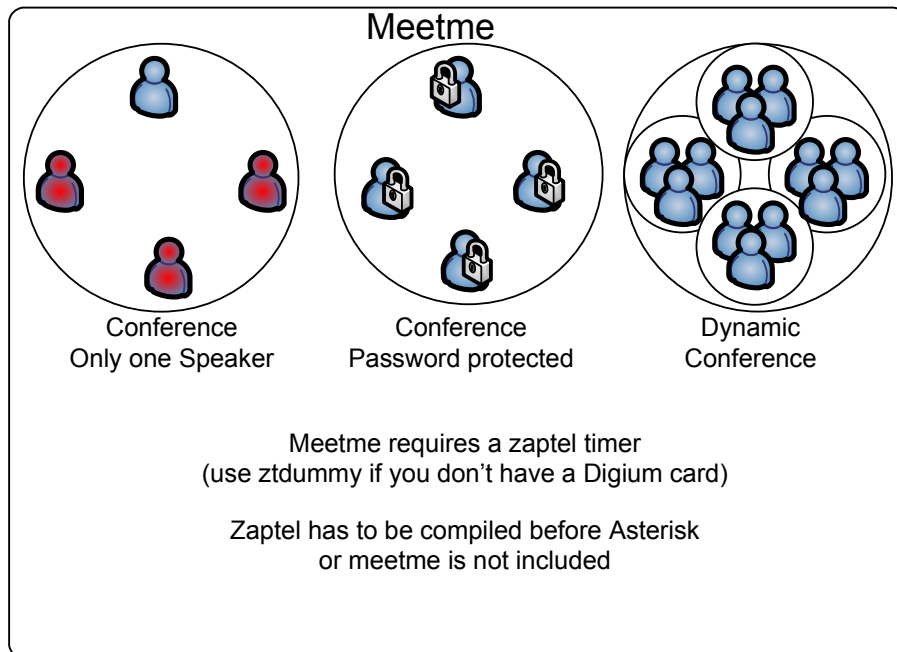 Meetme
Conference
Only one Speaker
Conference
Password protected
Dynamic
Conference
Meetme requires a zaptel timer
(use ztdummy if you don’t have a Digium card)
Zaptel has to be compiled before Asterisk
or meetme is not included